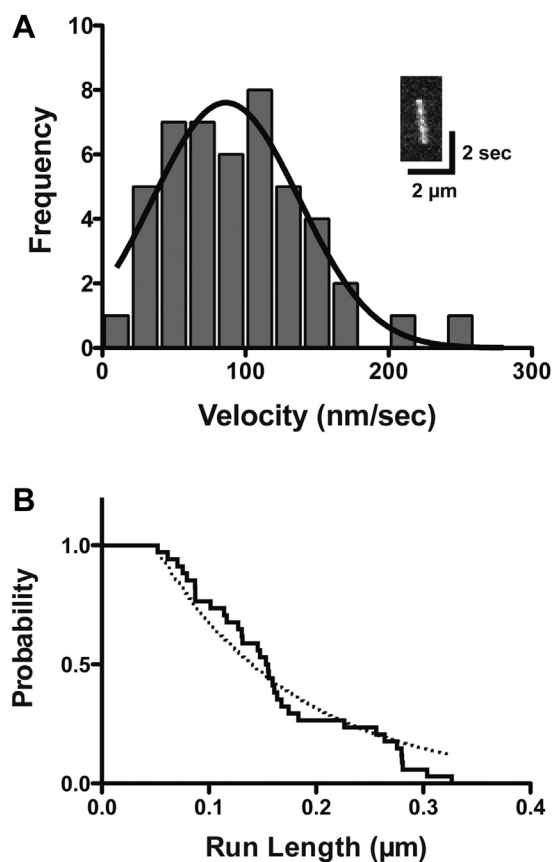 A
10
8
6
4
2
0
Frequency
2 sec
2 μm
0
100
200
300
Velocity (nm/sec)
B
1.0
0.5
0.0
Probability
0.0
0.1
0.2
0.3
0.4
Run Length (μm)